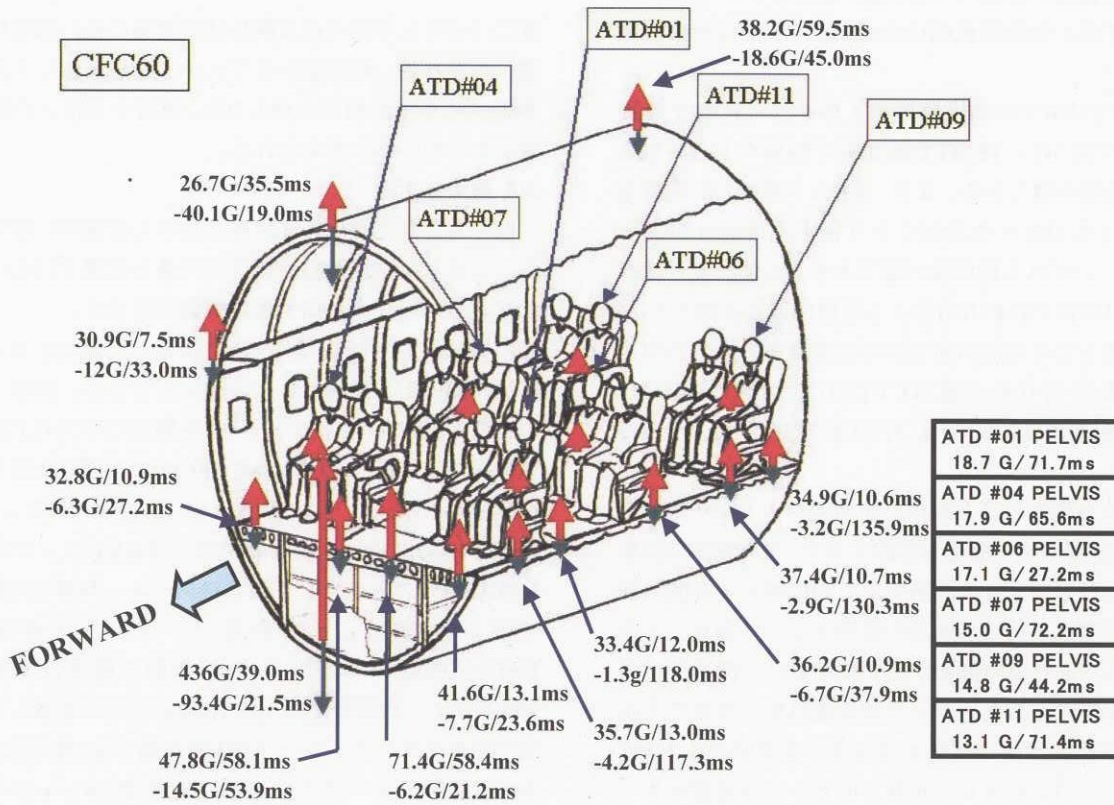 CFC60
ATD#04
ATD#01
38.2G/59.5ms
-18.6G/45.0ms
ATD#11
ATD#09
26.7G/35.5ms
-40.1G/19.0ms
ATD#07
ATD#06
30.9G/7.5ms
-12G/33.0ms
32.8G/10.9ms
-6.3G/27.2ms
FORWARD
436G/39.0ms
-93.4G/21.5ms
47.8G/58.1ms
-14.5G/53.9ms
71.4G/58.4ms
-6.2G/21.2ms
41.6G/13.1ms
-7.7G/23.6ms
35.7G/13.0ms
-4.2G/117.3ms
33.4G/12.0ms
-1.3g/118.0ms
36.2G/10.9ms
-6.7G/37.9ms
37.4G/10.7ms
-2.9G/130.3ms
34.9G/10.6ms
-3.2G/135.9ms
ATD #01 PELVIS
18.7 G/71.7ms
ATD #04 PELVIS
17.9 G/65.6ms
ATD #06 PELVIS
17.1 G/27.2ms
ATD #07 PELVIS
15.0 G/72.2ms
ATD #09 PELVIS
14.8 G/44.2ms
ATD #11 PELVIS
13.1 G/71.4ms